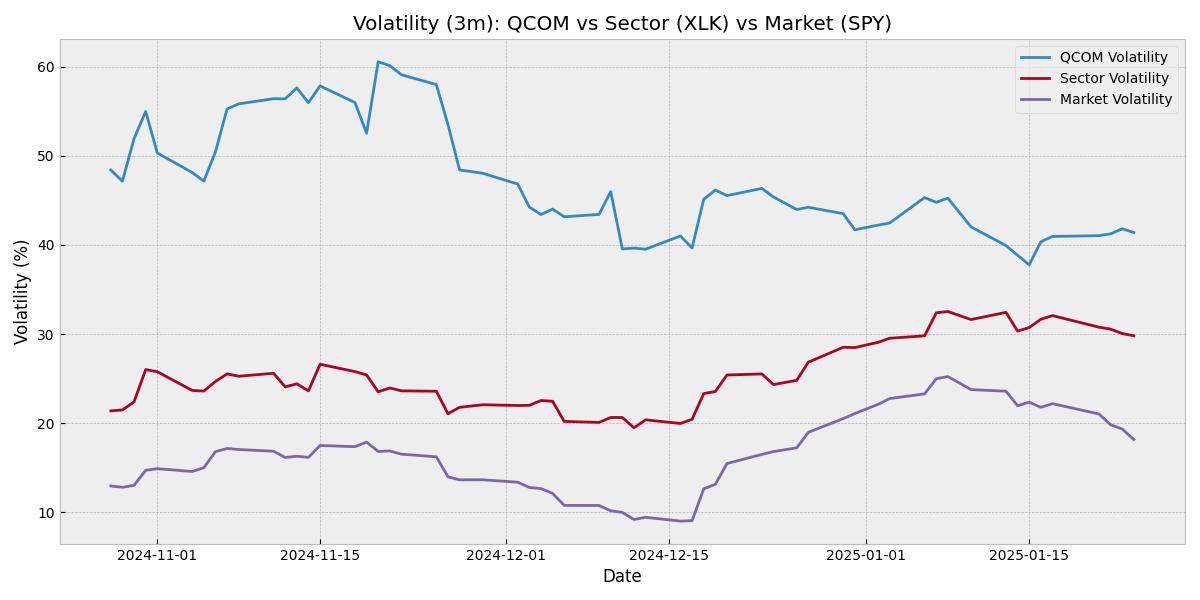 Volatility (3m): QCOM vs Sector (XLK) vs Market (SPY)
QCOM Volatility
Sector Volatility
Market Volatility
Volatility (%)
60
50
40
30
20
10
2024-11-01
2024-11-15
2024-12-01
2024-12-15
2025-01-01
2025-01-15
Date